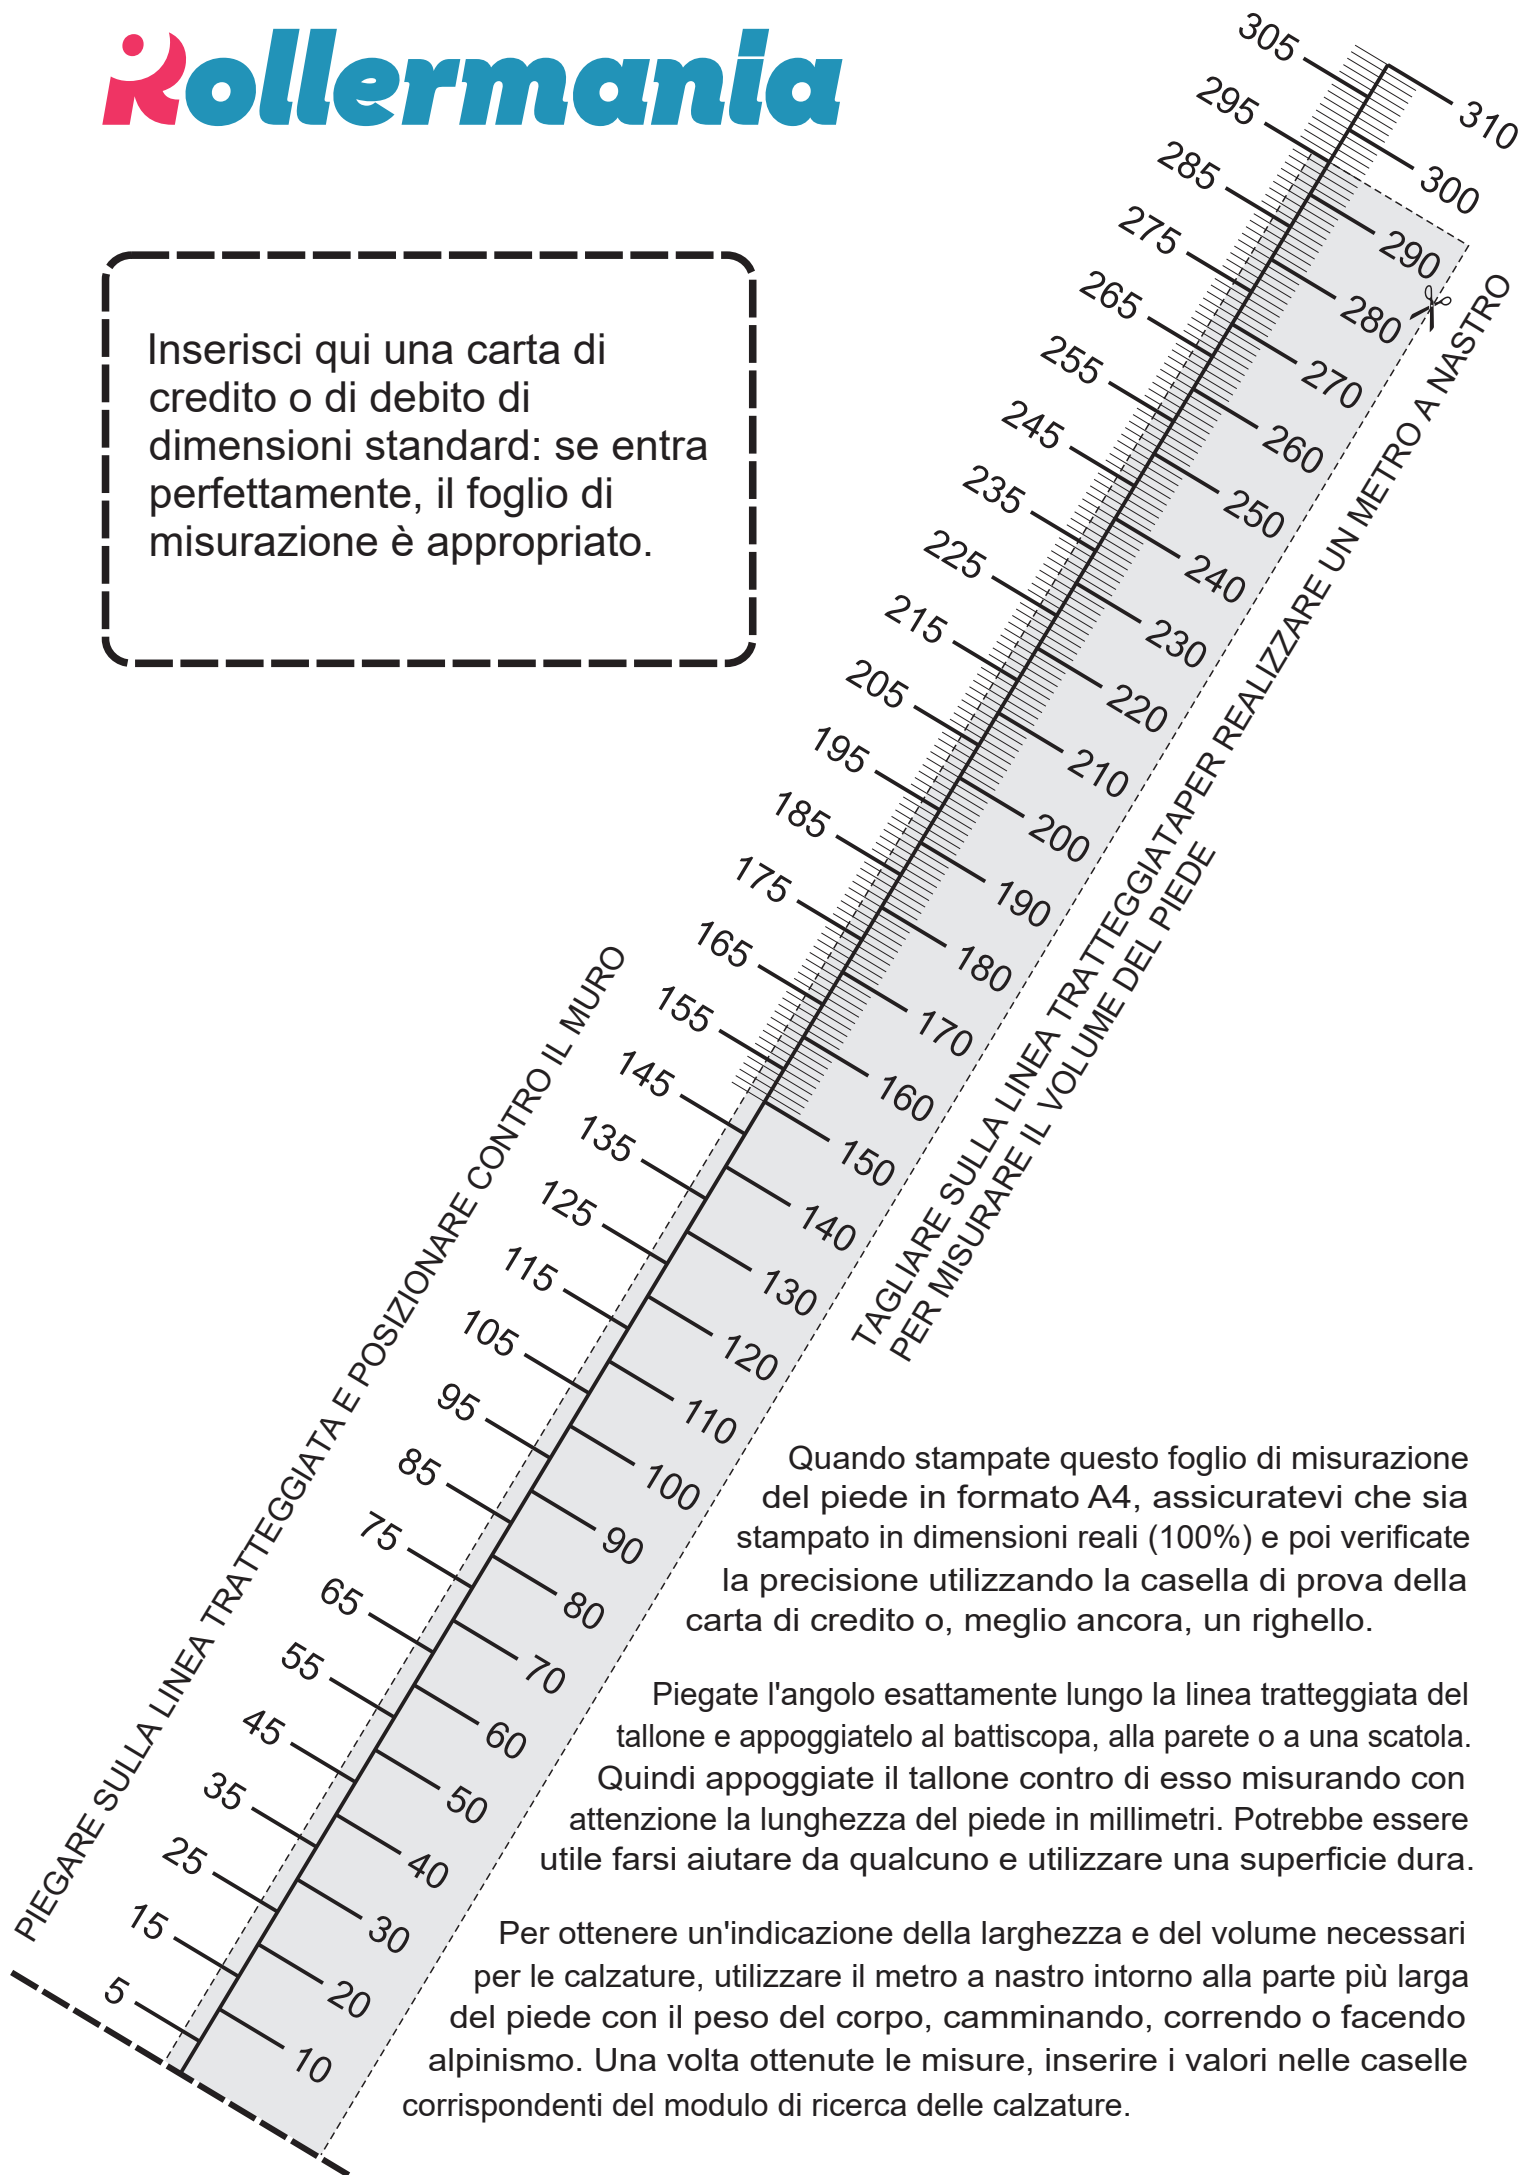 Rollermania
Inserisci qui una carta di
credito o di debito di
dimensioni standard: se entra
perfettamente, il foglio di
misurazione è appropriato.
305
295
285
275
265
255
245
235
225
215
205
195
185
175
165
155
145
135
125
115
105
95
85
75
65
55
45
35
25
15
5
310
300
290
280
270
260
250
240
230
220
210
200
190
180
170
160
150
140
130
120
110
100
90
80
70
60
50
40
30
20
10
PIEGARE SULLA LINEA TRATTEGGIATA E POSIZIONARE CONTRO IL MURO
TAGLIARE SULLA LINEA TRATTEGGIATAPER REALIZZARE UN METRO A NASTRO
PER MISURARE IL VOLUME DEL PIEDE
Quando stampate questo foglio di misurazione
del piede in formato A4, assicuratevi che sia
stampato in dimensioni reali (100%) e poi verificate
la precisione utilizzando la casella di prova della
carta di credito o, meglio ancora, un righello.
Piegate l'angolo esattamente lungo la linea tratteggiata del
tallone e appoggiatelo al battiscopa, alla parete o a una scatola.
Quindi appoggiate il tallone contro di esso misurando con
attenzione la lunghezza del piede in millimetri. Potrebbe essere
utile farsi aiutare da qualcuno e utilizzare una superficie dura.
Per ottenere un'indicazione della larghezza e del volume necessari
per le calzature, utilizzare il metro a nastro intorno alla parte più larga
del piede con il peso del corpo, camminando, correndo o facendo
alpinismo. Una volta ottenute le misure, inserire i valori nelle caselle
corrispondenti del modulo di ricerca delle calzature.